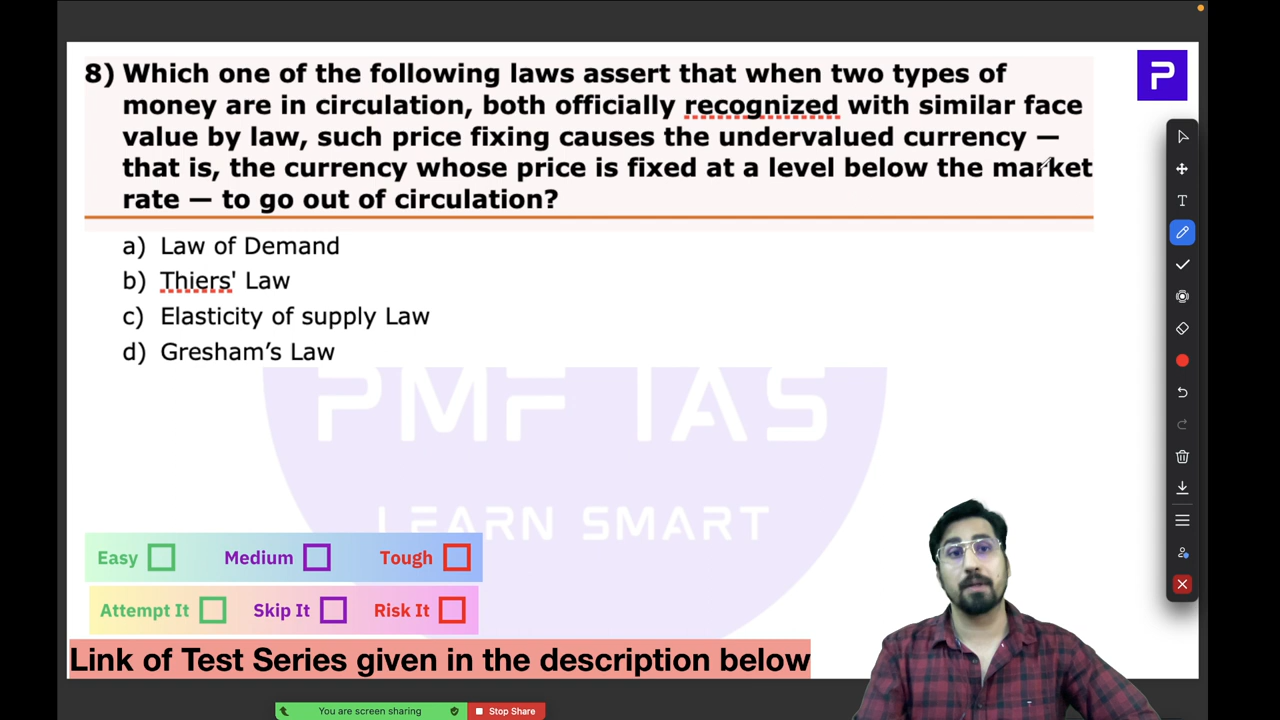 8) Which one of the following laws assert that when two types of
money are in circulation, both officially recognized with similar face
value by law, such price fixing causes the undervalued currency —
that is, the currency whose price is fixed at a level below the market
rate — to go out of circulation?
a) Law of Demand
b) Thiers' Law
c) Elasticity of supply Law
d) Gresham’s Law
PMF IAS
LEARN SMART
Easy Medium Tough
Attempt It Skip It Risk It
Link of Test Series given in the description below
You are screen sharing Stop Share
P
T